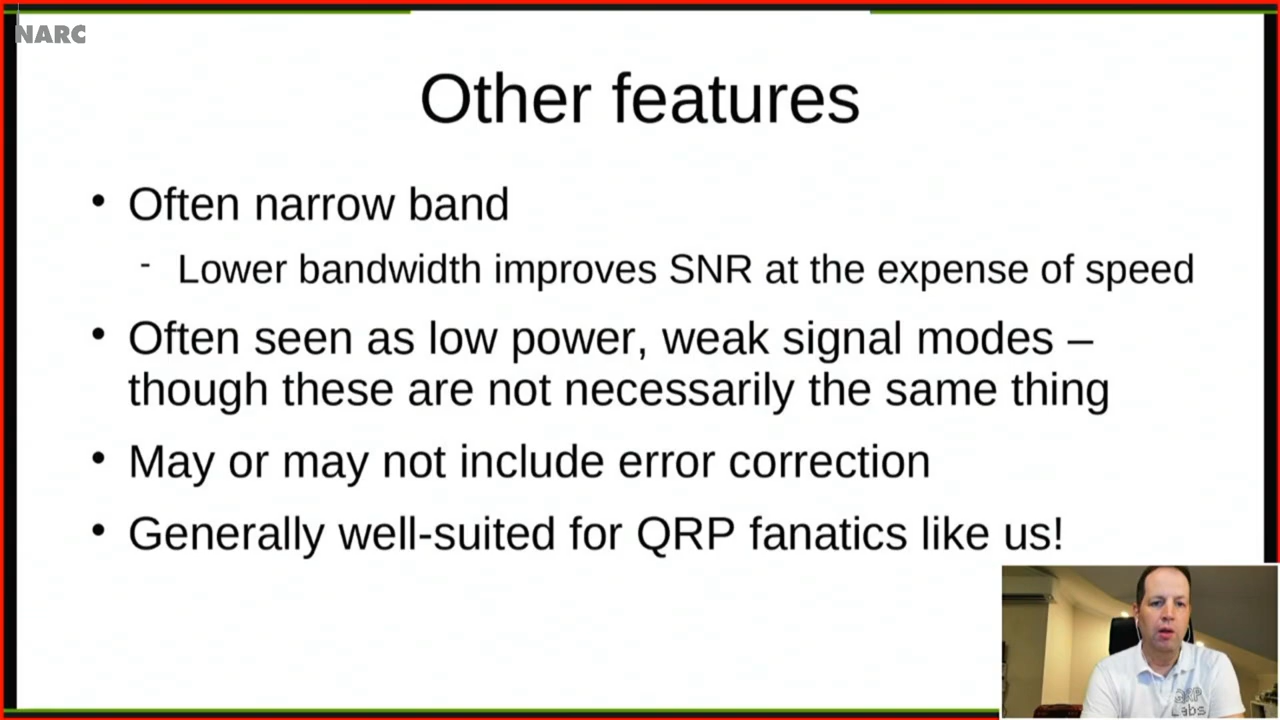 NARC
Other features
• Often narrow band
- Lower bandwidth improves SNR at the expense of speed
• Often seen as low power, weak signal modes –
though these are not necessarily the same thing
• May or may not include error correction
• Generally well-suited for QRP fanatics like us!
QRP
Labs